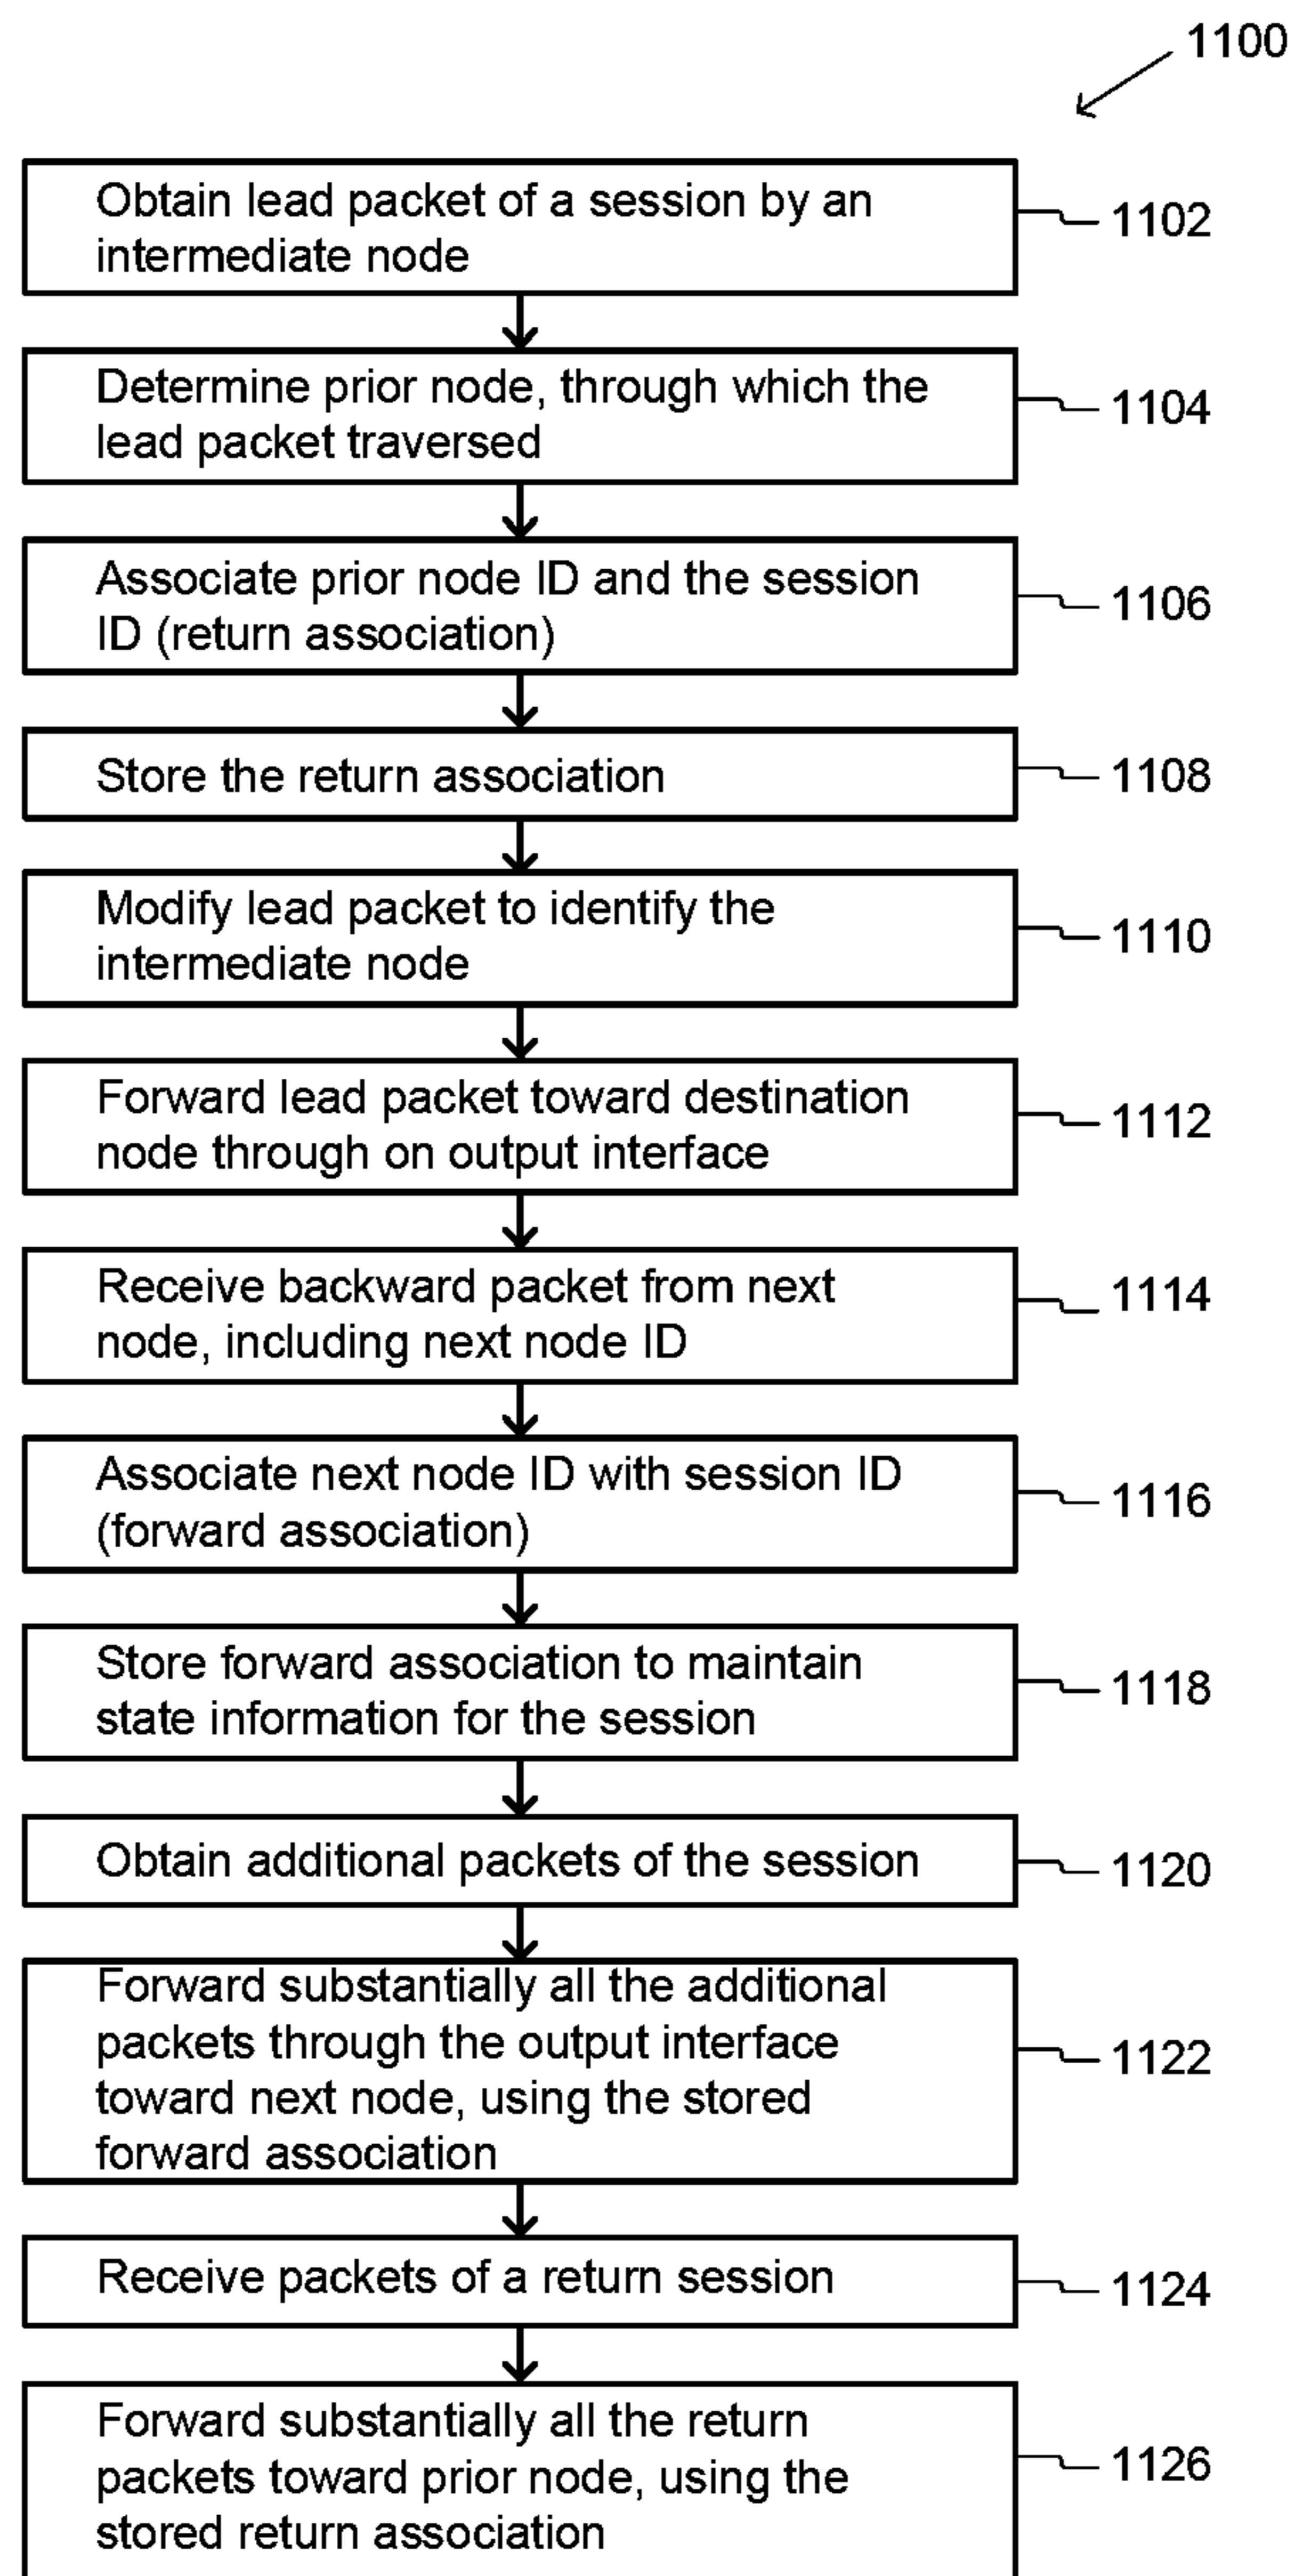 1100
Obtain lead packet of a session by an
intermediate node
1102
Determine prior node, through which the
lead packet traversed
1104
Associate prior node ID and the session
ID (return association)
1106
Store the return association
1108
Modify lead packet to identify the
intermediate node
1110
Forward lead packet toward destination
node through on output interface
1112
Receive backward packet from next
node, including next node ID
1114
Associate next node ID with session ID
(forward association)
1116
Store forward association to maintain
state information for the session
1118
Obtain additional packets of the session
1120
Forward substantially all the additional
packets through the output interface
toward next node, using the stored
forward association
1122
Receive packets of a return session
1124
Forward substantially all the return
packets toward prior node, using the
stored return association
1126